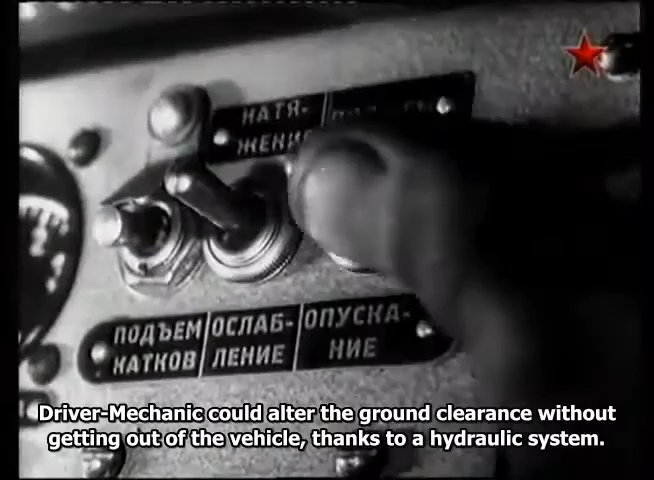 НАТЯ-
ЖЕНИЕ
ПОДЪЕМ ОСЛАБ- ОПУСКА-
КАТКОВ ЛЕНИЕ НИЕ
Driver-Mechanic could alter the ground clearance without
getting out of the vehicle, thanks to a hydraulic system.